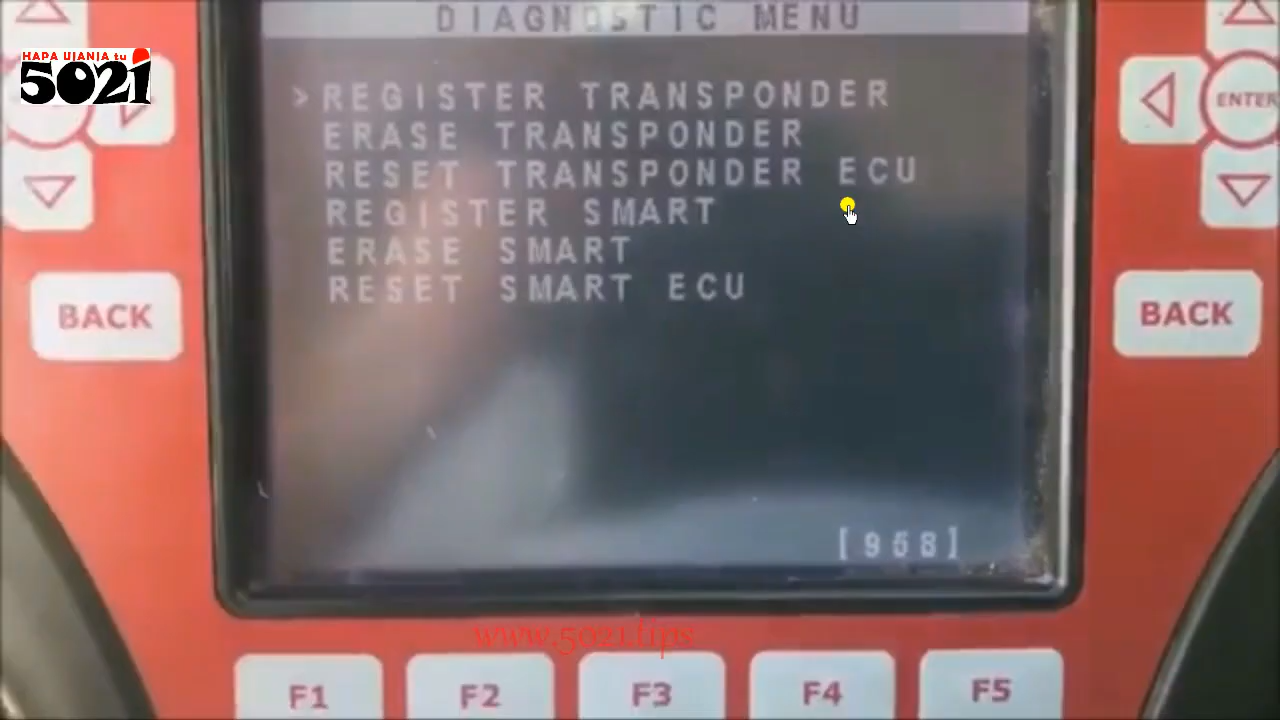 DIAGNOSTIC MENU
HAPA UJANJA tu
5021
>REGISTER TRANSPONDER
ERASE TRANSPONDER
RESET TRANSPONDER ECU
REGISTER SMART
ERASE SMART
RESET SMART ECU
ENTER
BACK
BACK
[968]
www.5021.tips
F1
F2
F3
F4
F5